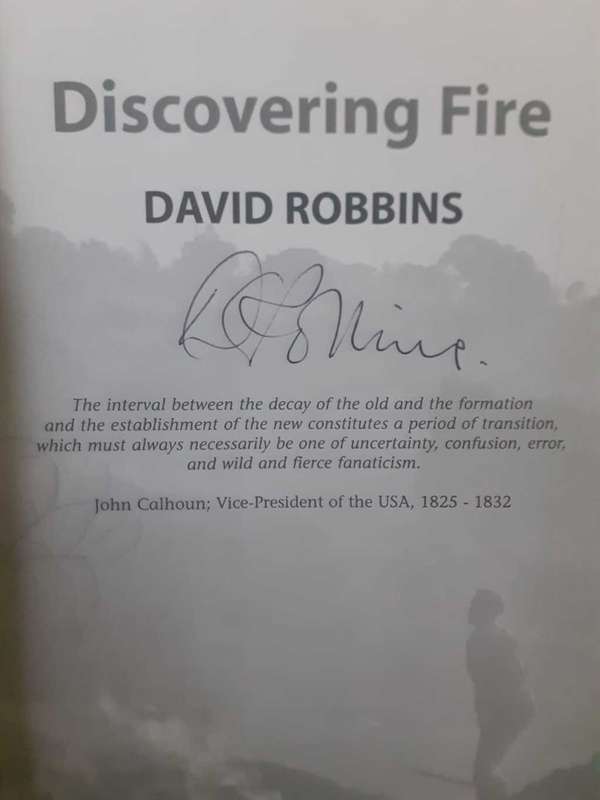 Discovering Fire
DAVID ROBBINS
The interval between the decay of the old and the formation
and the establishment of the new constitutes a period of transition,
which must always necessarily be one of uncertainty, confusion, error,
and wild and fierce fanaticism.
John Calhoun; Vice-President of the USA, 1825 - 1832